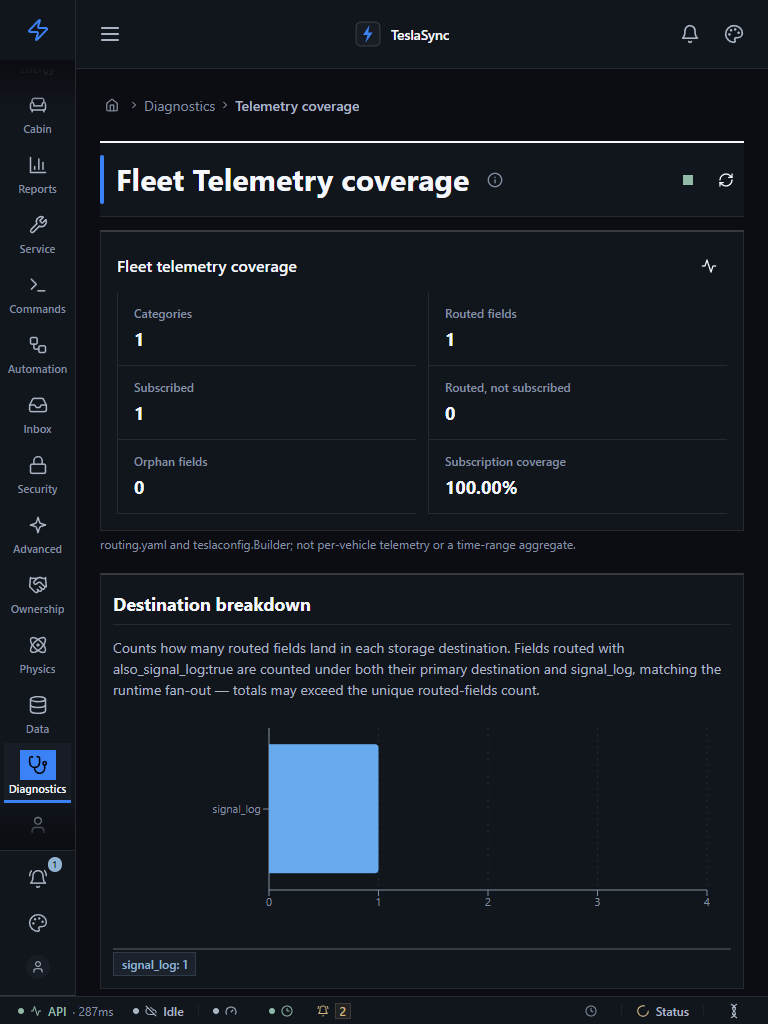 TeslaSync
Energy
Cabin
Reports
Service
Commands
Automation
Inbox
Security
Advanced
Ownership
Physics
Data
Diagnostics
1
Diagnostics
Telemetry coverage
Fleet Telemetry coverage
Fleet telemetry coverage
Categories
1
Routed fields
1
Subscribed
1
Routed, not subscribed
0
Orphan fields
0
Subscription coverage
100.00%
routing.yaml and teslaconfig.Builder; not per-vehicle telemetry or a time-range aggregate.
Destination breakdown
Counts how many routed fields land in each storage destination. Fields routed with
also_signal_log:true are counted under both their primary destination and signal_log, matching the
runtime fan-out — totals may exceed the unique routed-fields count.
signal_log
0 1 2 3 4
signal_log: 1
API · 287ms
Idle
2
Status